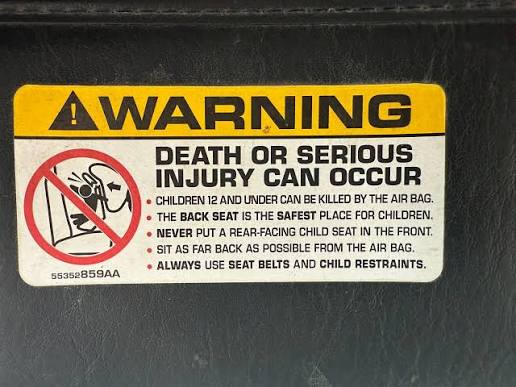 WARNING
DEATH OR SERIOUS
INJURY CAN OCCUR
• CHILDREN 12 AND UNDER CAN BE KILLED BY THE AIR BAG.
• THE BACK SEAT IS THE SAFEST PLACE FOR CHILDREN.
• NEVER PUT A REAR-FACING CHILD SEAT IN THE FRONT.
• SIT AS FAR BACK AS POSSIBLE FROM THE AIR BAG.
• ALWAYS USE SEAT BELTS AND CHILD RESTRAINTS.
55352859AA